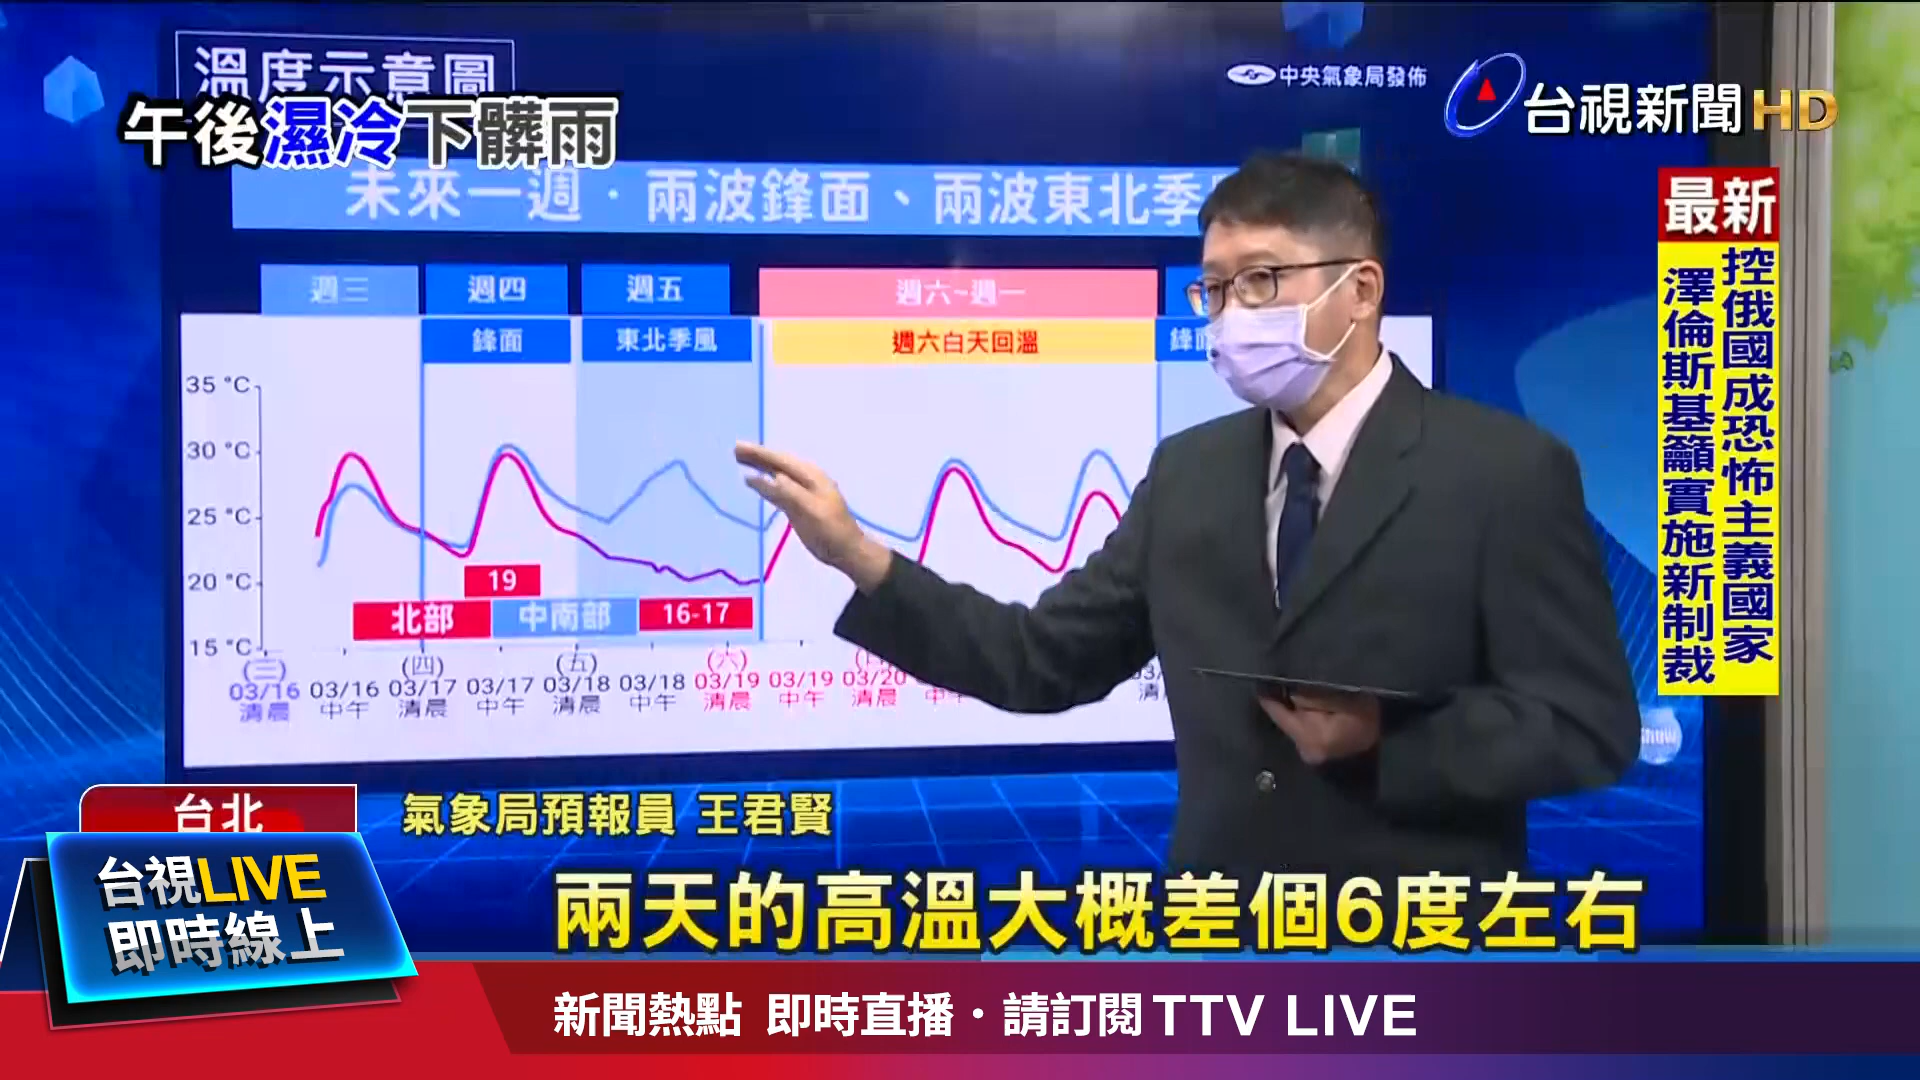 溫度示意圖
中央氣象局發佈
台視新聞HD
午後濕冷下髒雨
未來一週・兩波鋒面、兩波東北季
最新
控俄國成恐怖主義國家
澤倫斯基籲實施新制裁
週三
週四
週五
週六~週一
鋒面
東北季風
週六白天回溫
鋒面
35 °C
30 °C
25 °C
20 °C
15 °C
19
北部
中南部
16-17
(三)
(四)
(五)
(六)
03/16 03/16 03/17 03/17 03/18 03/18 03/19 03/19 03/20
清晨 中午 清晨 中午 清晨 中午 清晨 中午 清晨 中午
台北
氣象局預報員 王君賢
台視LIVE
即時線上
兩天的高溫大概差個6度左右
新聞熱點 即時直播・請訂閱TTV LIVE